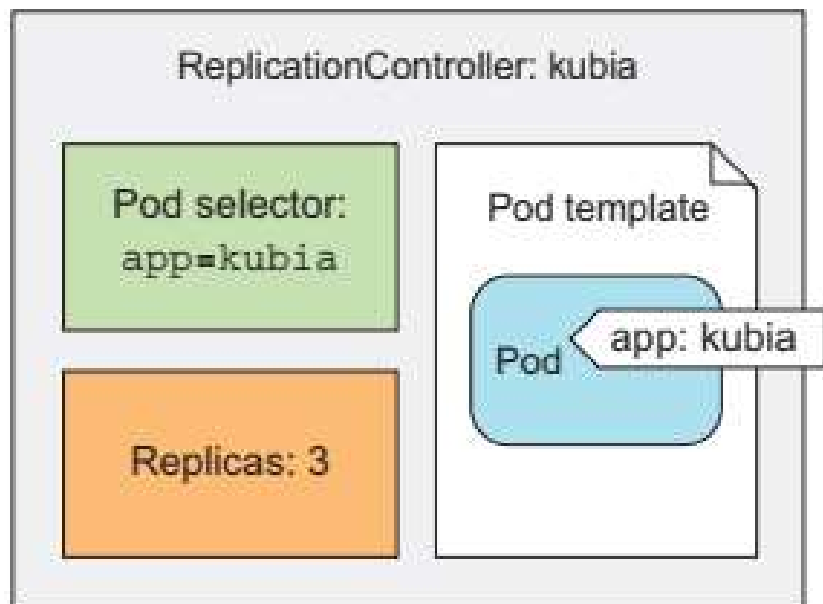 ReplicationController: kubia
Pod selector:
app=kubia
Replicas: 3
Pod template
Pod
app: kubia